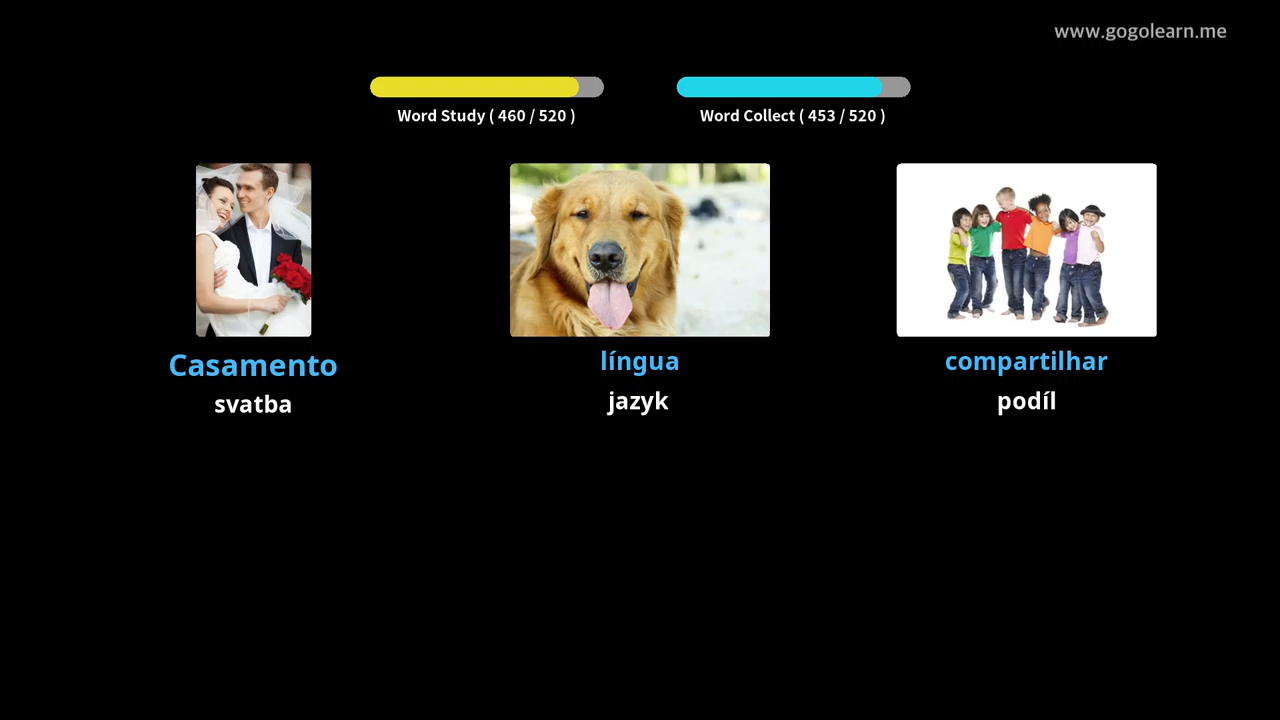 www.gogolearn.me
Word Study ( 460 / 520 )
Word Collect ( 453 / 520 )
Casamento
svatba
língua
jazyk
compartilhar
podíl